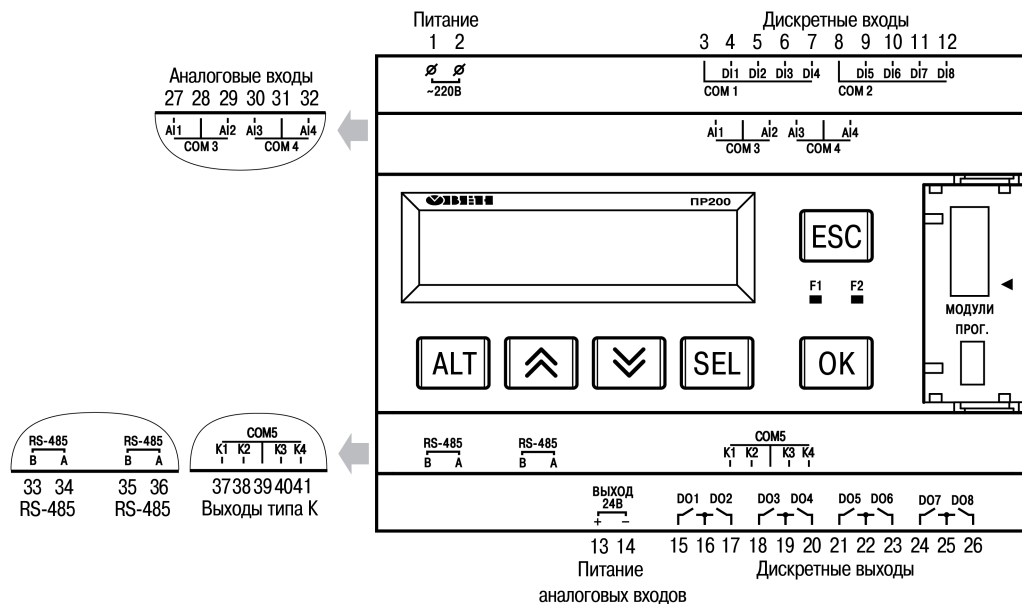 Питание
1 2
~220В
Дискретные входы
3 4 5 6 7 8 9 10 11 12
DI1 DI2 DI3 DI4 DI5 DI6 DI7 DI8
COM 1 COM 2
Аналоговые входы
27 28 29 30 31 32
AI1 AI2 AI3 AI4
COM 3 COM 4
AI1 AI2 AI3 AI4
COM 3 COM 4
ОВЕН ПР200
ESC
F1 F2
МОДУЛИ
ПРОГ.
ALT SEL OK
RS-485 RS-485
B A B A
33 34 35 36
RS-485 RS-485
COM5
K1 K2 K3 K4
37 38 39 40 41
Выходы типа К
RS-485 RS-485
B A B A
COM5
K1 K2 K3 K4
ВЫХОД
24В
+ −
13 14
Питание
аналоговых входов
DO1 DO2 DO3 DO4 DO5 DO6 DO7 DO8
15 16 17 18 19 20 21 22 23 24 25 26
Дискретные выходы